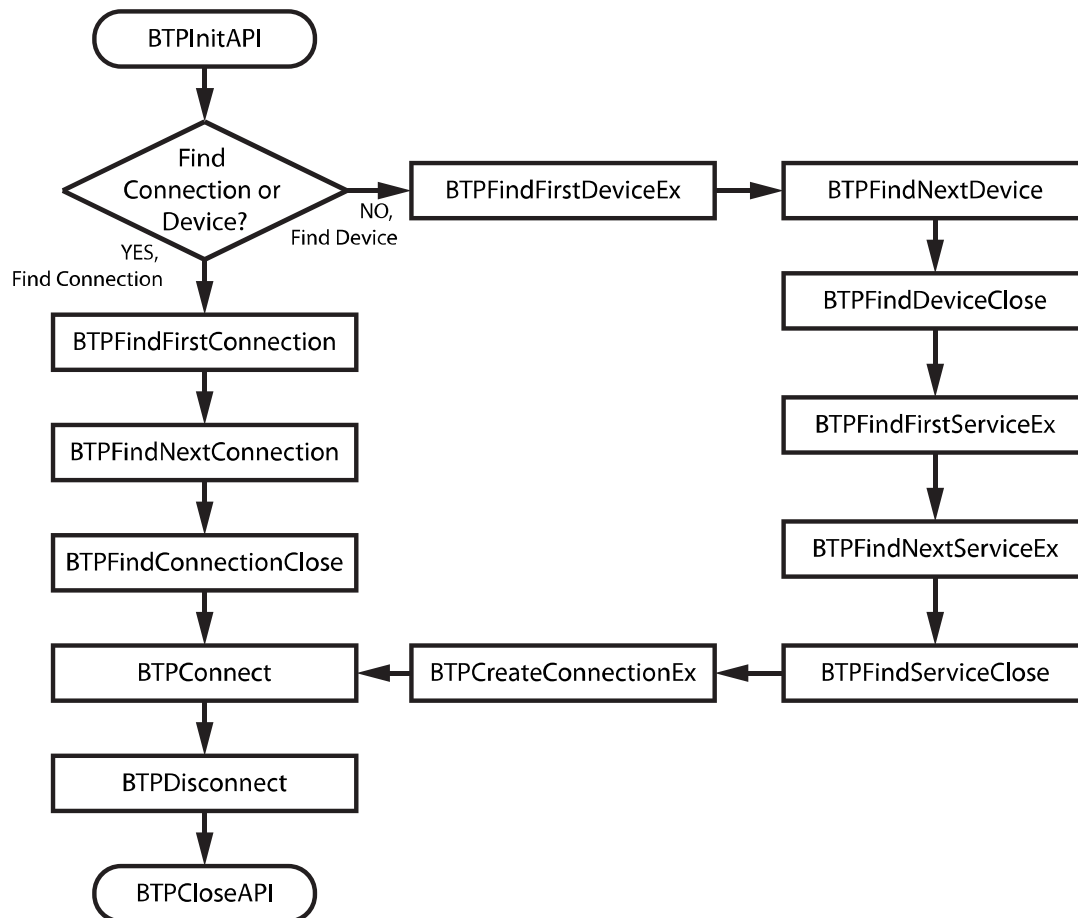 BTPInitAPI
Find
Connection or
Device?
NO,
Find Device
YES,
Find Connection
BTPFindFirstDeviceEx
BTPFindNextDevice
BTPFindDeviceClose
BTPFindFirstServiceEx
BTPFindNextServiceEx
BTPFindServiceClose
BTPCreateConnectionEx
BTPFindFirstConnection
BTPFindNextConnection
BTPFindConnectionClose
BTPConnect
BTPDisconnect
BTPCloseAPI